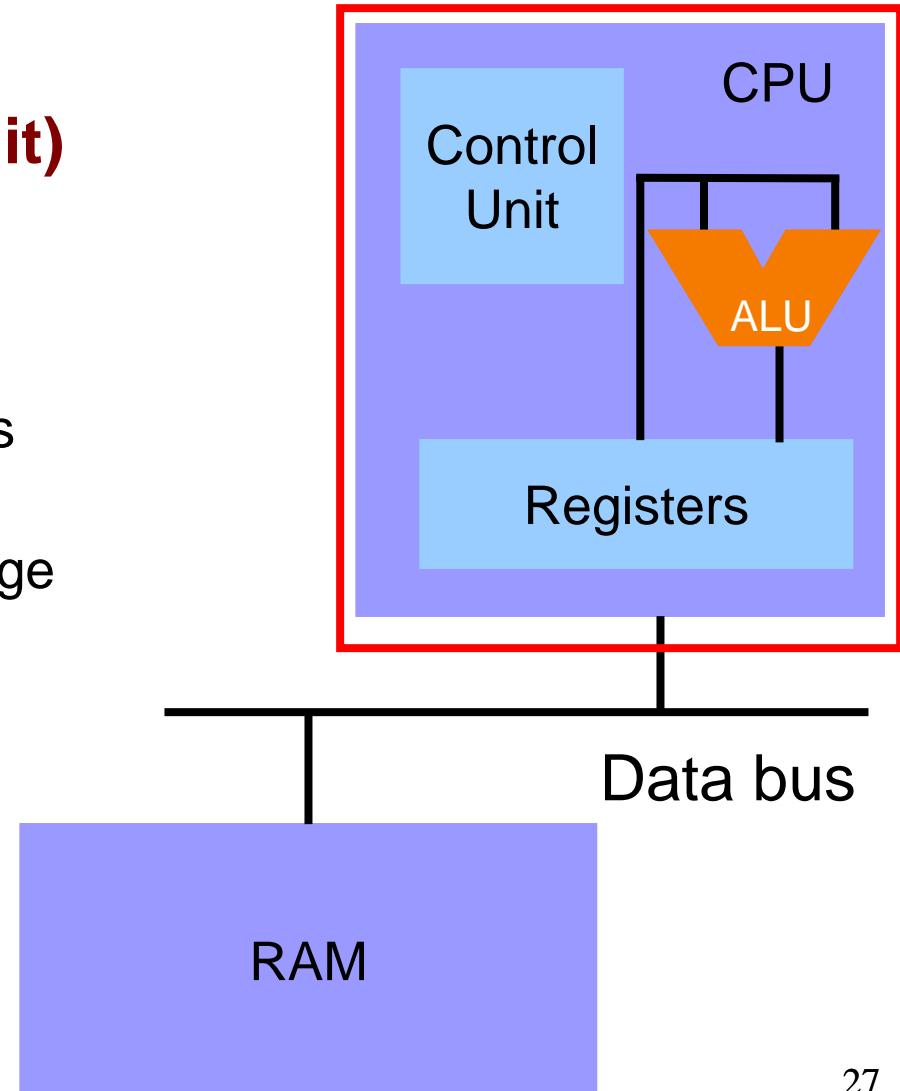 it)
s
ge
CPU
Control
Unit
ALU
Registers
Data bus
RAM
27